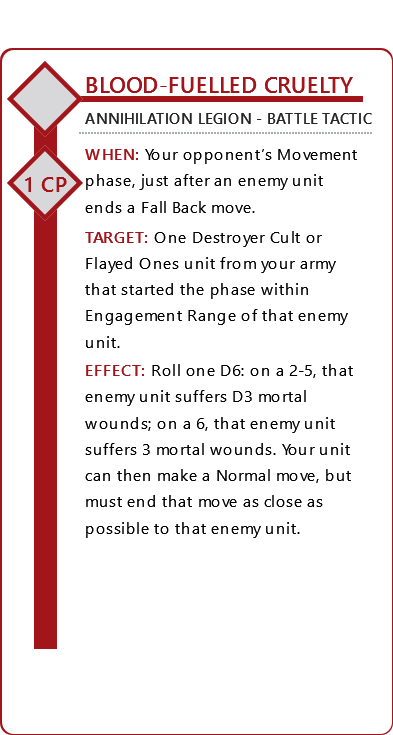 BLOOD-FUELLED CRUELTY
ANNIHILATION LEGION - BATTLE TACTIC
WHEN: Your opponent's Movement
phase, just after an enemy unit
1 CP
ends a Fall Back move.
TARGET: One Destroyer Cult or
Flayed Ones unit from your army
that started the phase within
Engagement Range of that enemy
unit.
EFFECT: Roll one D6: on a 2-5, that
enemy unit suffers D3 mortal
wounds; on a 6, that enemy unit
suffers 3 mortal wounds. Your unit
can then make a Normal move, but
must end that move as close as
possible to that enemy unit.